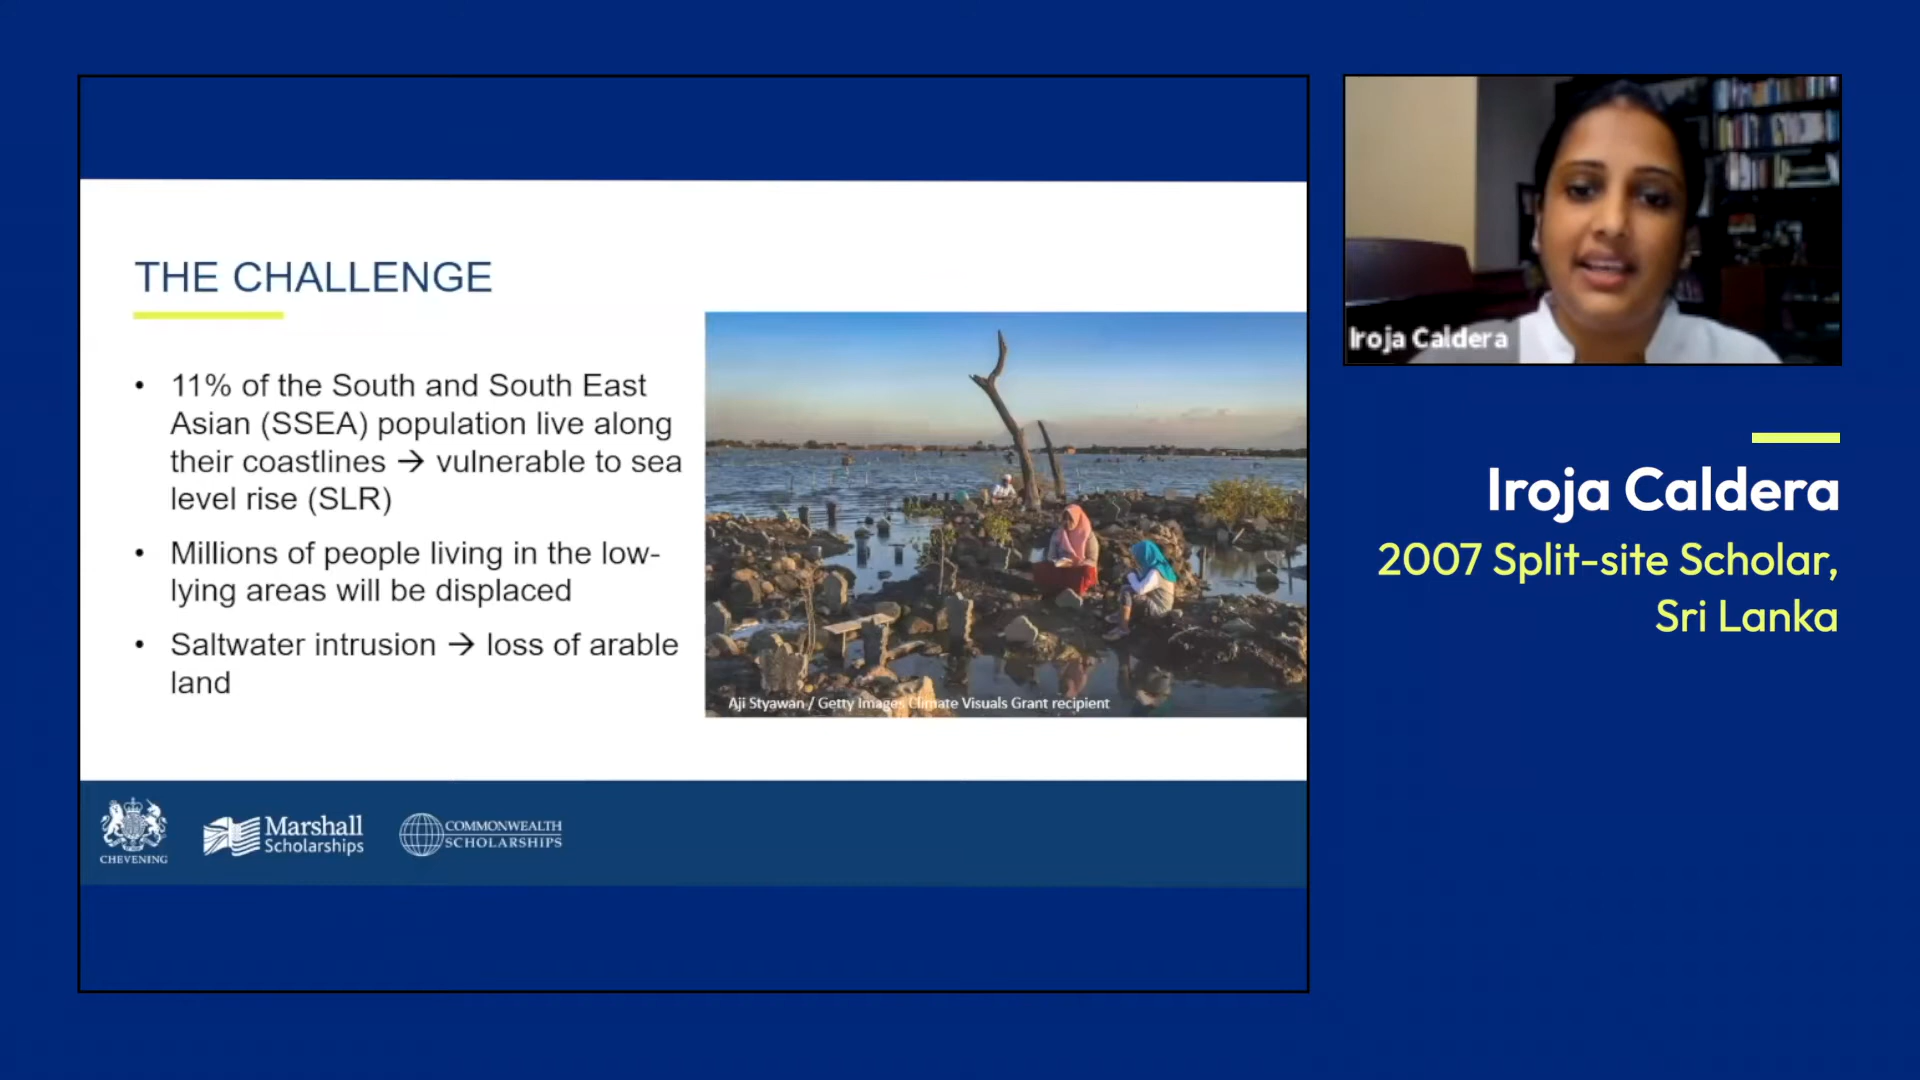 THE CHALLENGE
• 11% of the South and South East
Asian (SSEA) population live along
their coastlines → vulnerable to sea
level rise (SLR)
• Millions of people living in the low-
lying areas will be displaced
• Saltwater intrusion → loss of arable
land
Aji Styawan / Getty Images Climate Visuals Grant recipient
CHEVENING
Marshall
Scholarships
COMMONWEALTH
SCHOLARSHIPS
Iroja Caldera
Iroja Caldera
2007 Split-site Scholar,
Sri Lanka